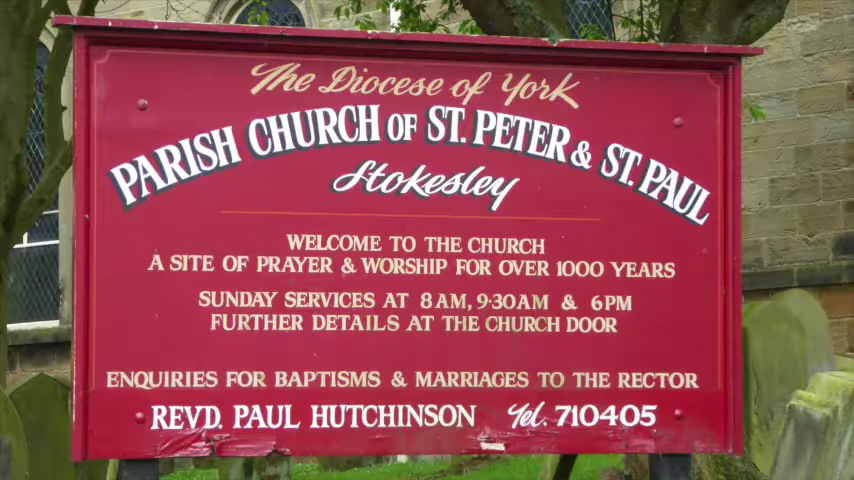 The Diocese of York
PARISH CHURCH OF ST. PETER & ST. PAUL
Stokesley
WELCOME TO THE CHURCH
A SITE OF PRAYER & WORSHIP FOR OVER 1000 YEARS
SUNDAY SERVICES AT 8AM, 9·30AM & 6PM
FURTHER DETAILS AT THE CHURCH DOOR
ENQUIRIES FOR BAPTISMS & MARRIAGES TO THE RECTOR
REVD. PAUL HUTCHINSON Tel. 710405